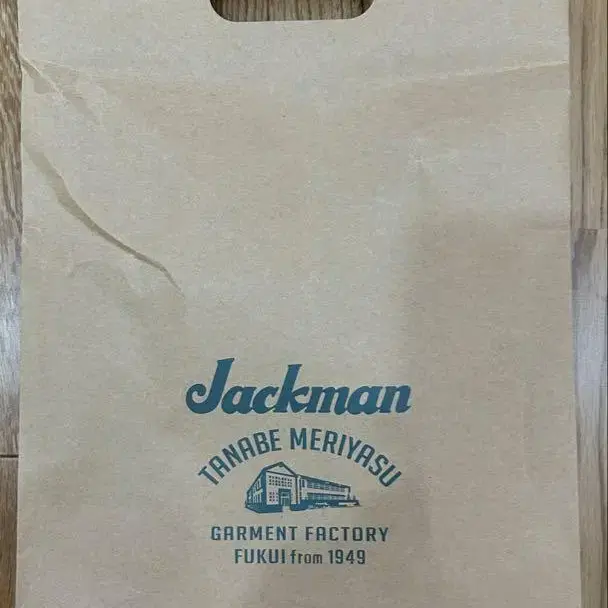 Jackman
TANABE MERIYASU
GARMENT FACTORY
FUKUI from 1949